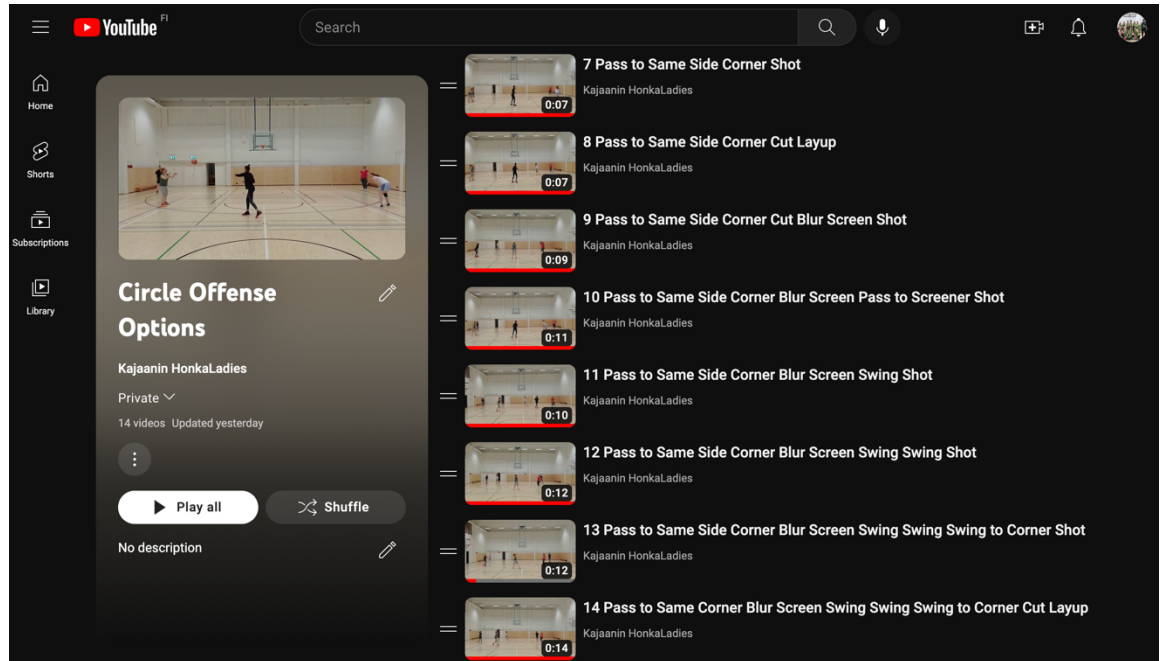 YouTube FI
Search
Home
Shorts
Subscriptions
Library
Circle Offense
Options
Kajaanin HonkaLadies
Private
14 videos Updated yesterday
Play all
Shuffle
No description
0:07
7 Pass to Same Side Corner Shot
Kajaanin HonkaLadies
0:07
8 Pass to Same Side Corner Cut Layup
Kajaanin HonkaLadies
0:09
9 Pass to Same Side Corner Cut Blur Screen Shot
Kajaanin HonkaLadies
0:11
10 Pass to Same Side Corner Blur Screen Pass to Screener Shot
Kajaanin HonkaLadies
0:10
11 Pass to Same Side Corner Blur Screen Swing Shot
Kajaanin HonkaLadies
0:12
12 Pass to Same Side Corner Blur Screen Swing Swing Shot
Kajaanin HonkaLadies
0:12
13 Pass to Same Side Corner Blur Screen Swing Swing Swing to Corner Shot
Kajaanin HonkaLadies
0:14
14 Pass to Same Corner Blur Screen Swing Swing Swing to Corner Cut Layup
Kajaanin HonkaLadies